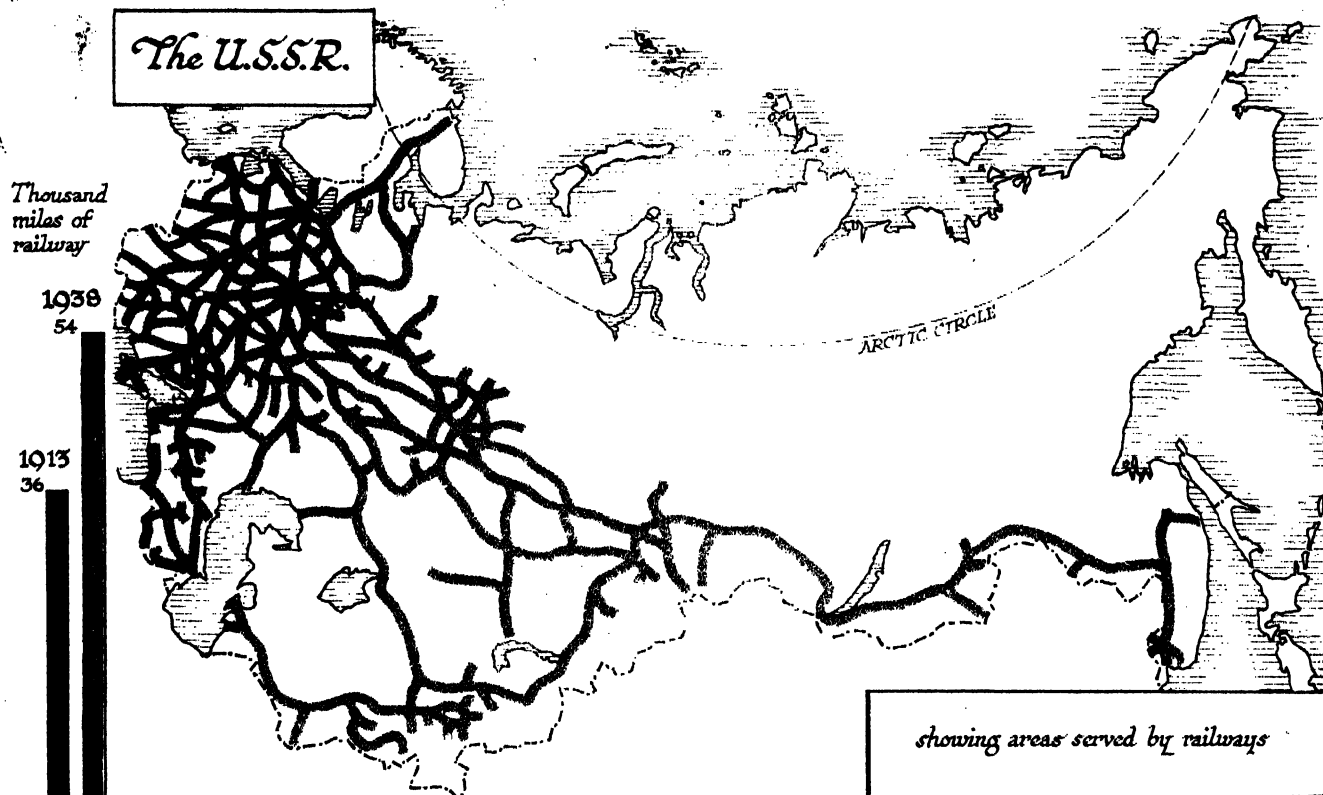 The U.S.S.R.
Thousand
miles of
railway
1938
54
1913
36
ARCTIC CIRCLE
showing areas served by railways